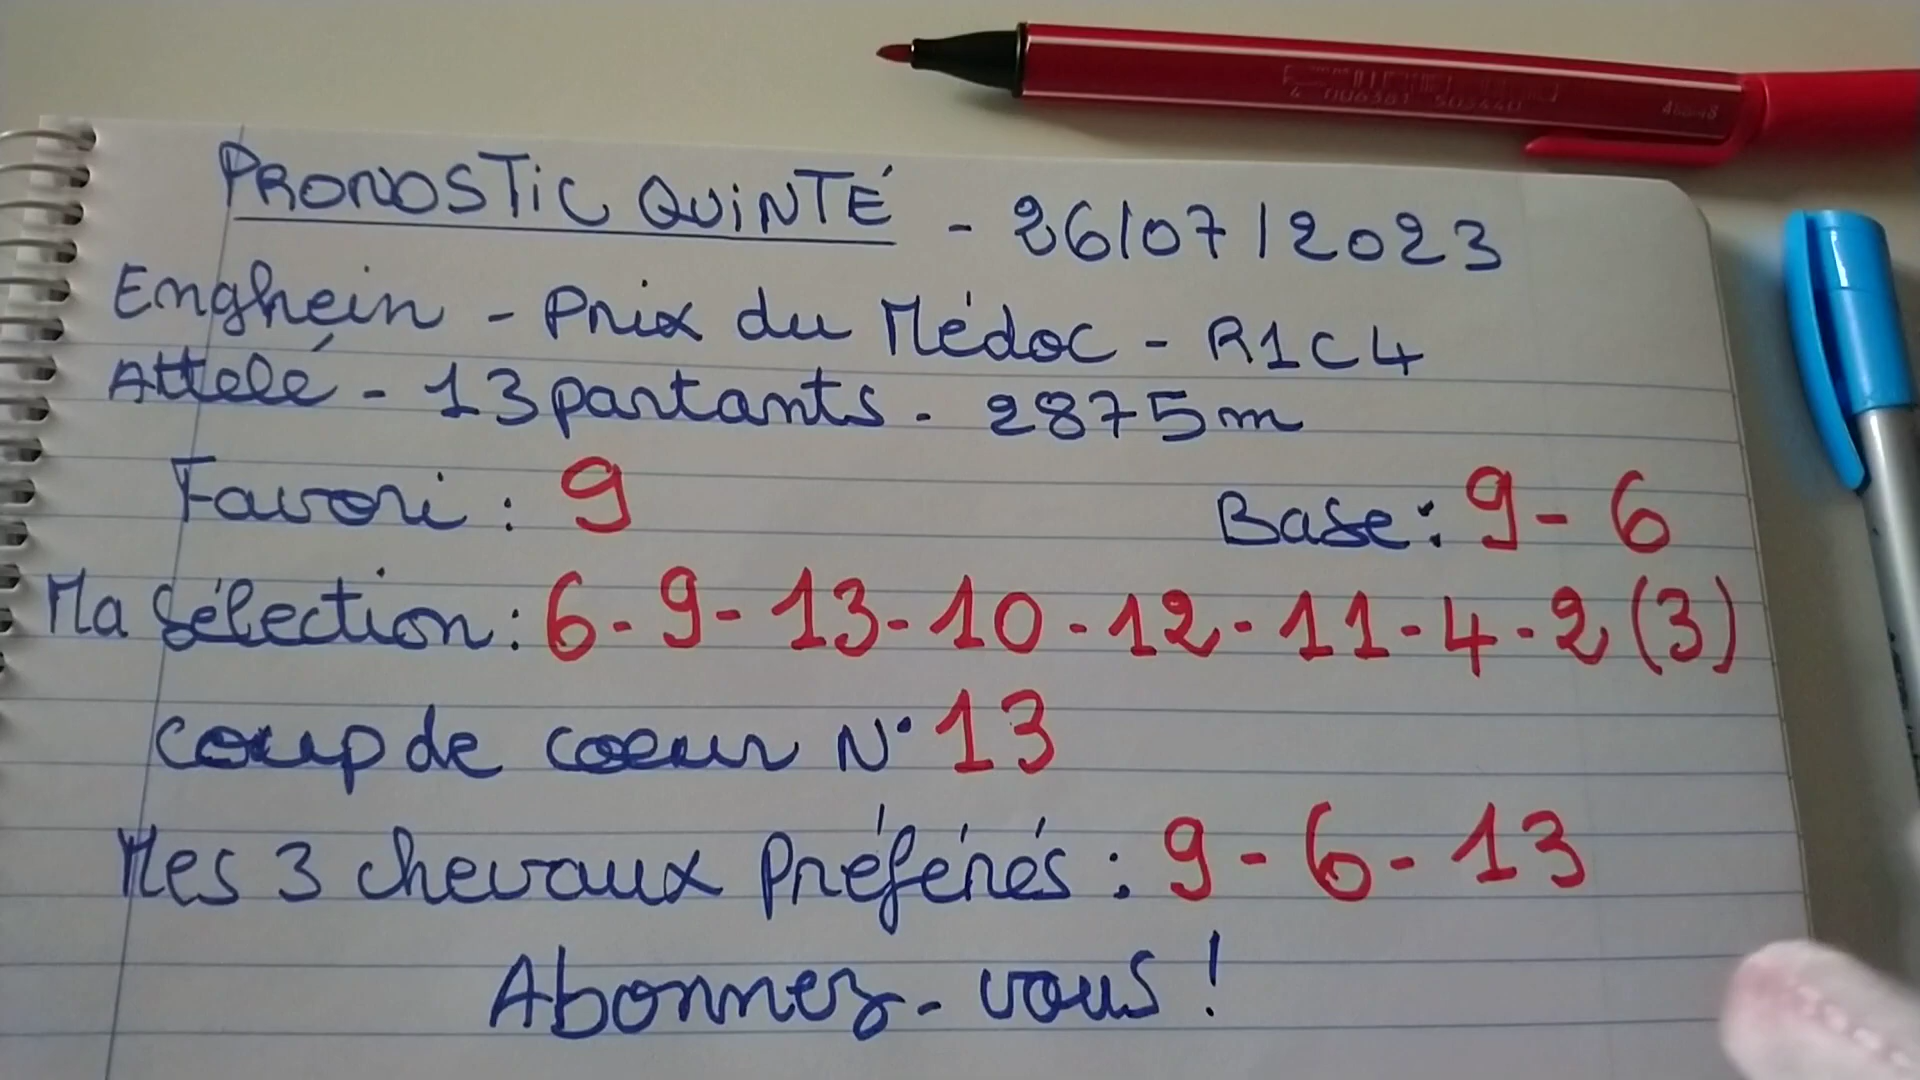 PRONOSTIC QUINTÉ - 26/07/2023
Enghein - Prix du Médoc - R1C4
Attelé - 13 partants - 2875m
Favori : 9 Base : 9 - 6
Ma sélection : 6 - 9 - 13 - 10 - 12 - 11 - 4 - 2 (3)
coup de coeur N° 13
Mes 3 chevaux préférés : 9 - 6 - 13
Abonnez-vous !